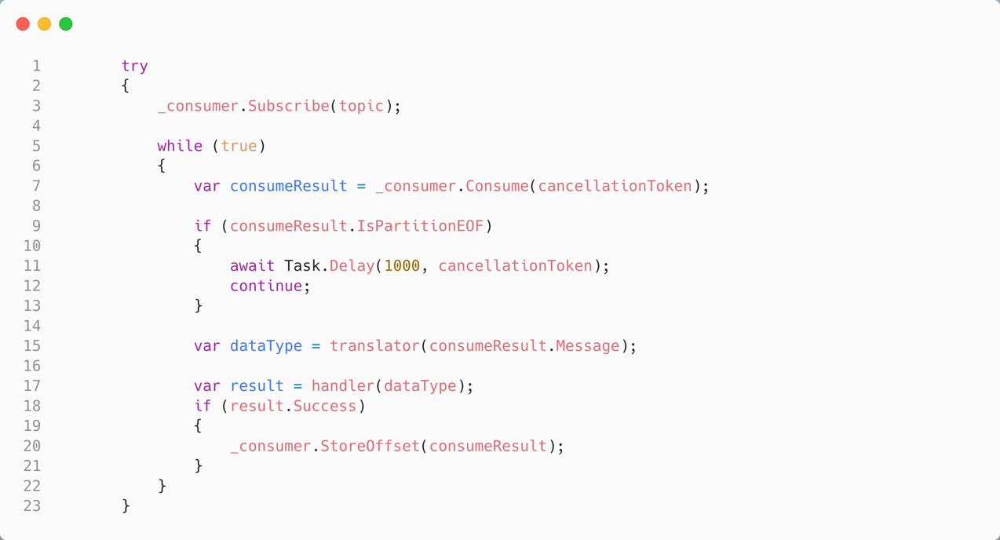 1 try
2 {
3 _consumer.Subscribe(topic);
4
5 while (true)
6 {
7 var consumeResult = _consumer.Consume(cancellationToken);
8
9 if (consumeResult.IsPartitionEOF)
10 {
11 await Task.Delay(1000, cancellationToken);
12 continue;
13 }
14
15 var dataType = translator(consumeResult.Message);
16
17 var result = handler(dataType);
18 if (result.Success)
19 {
20 _consumer.StoreOffset(consumeResult);
21 }
22 }
23 }